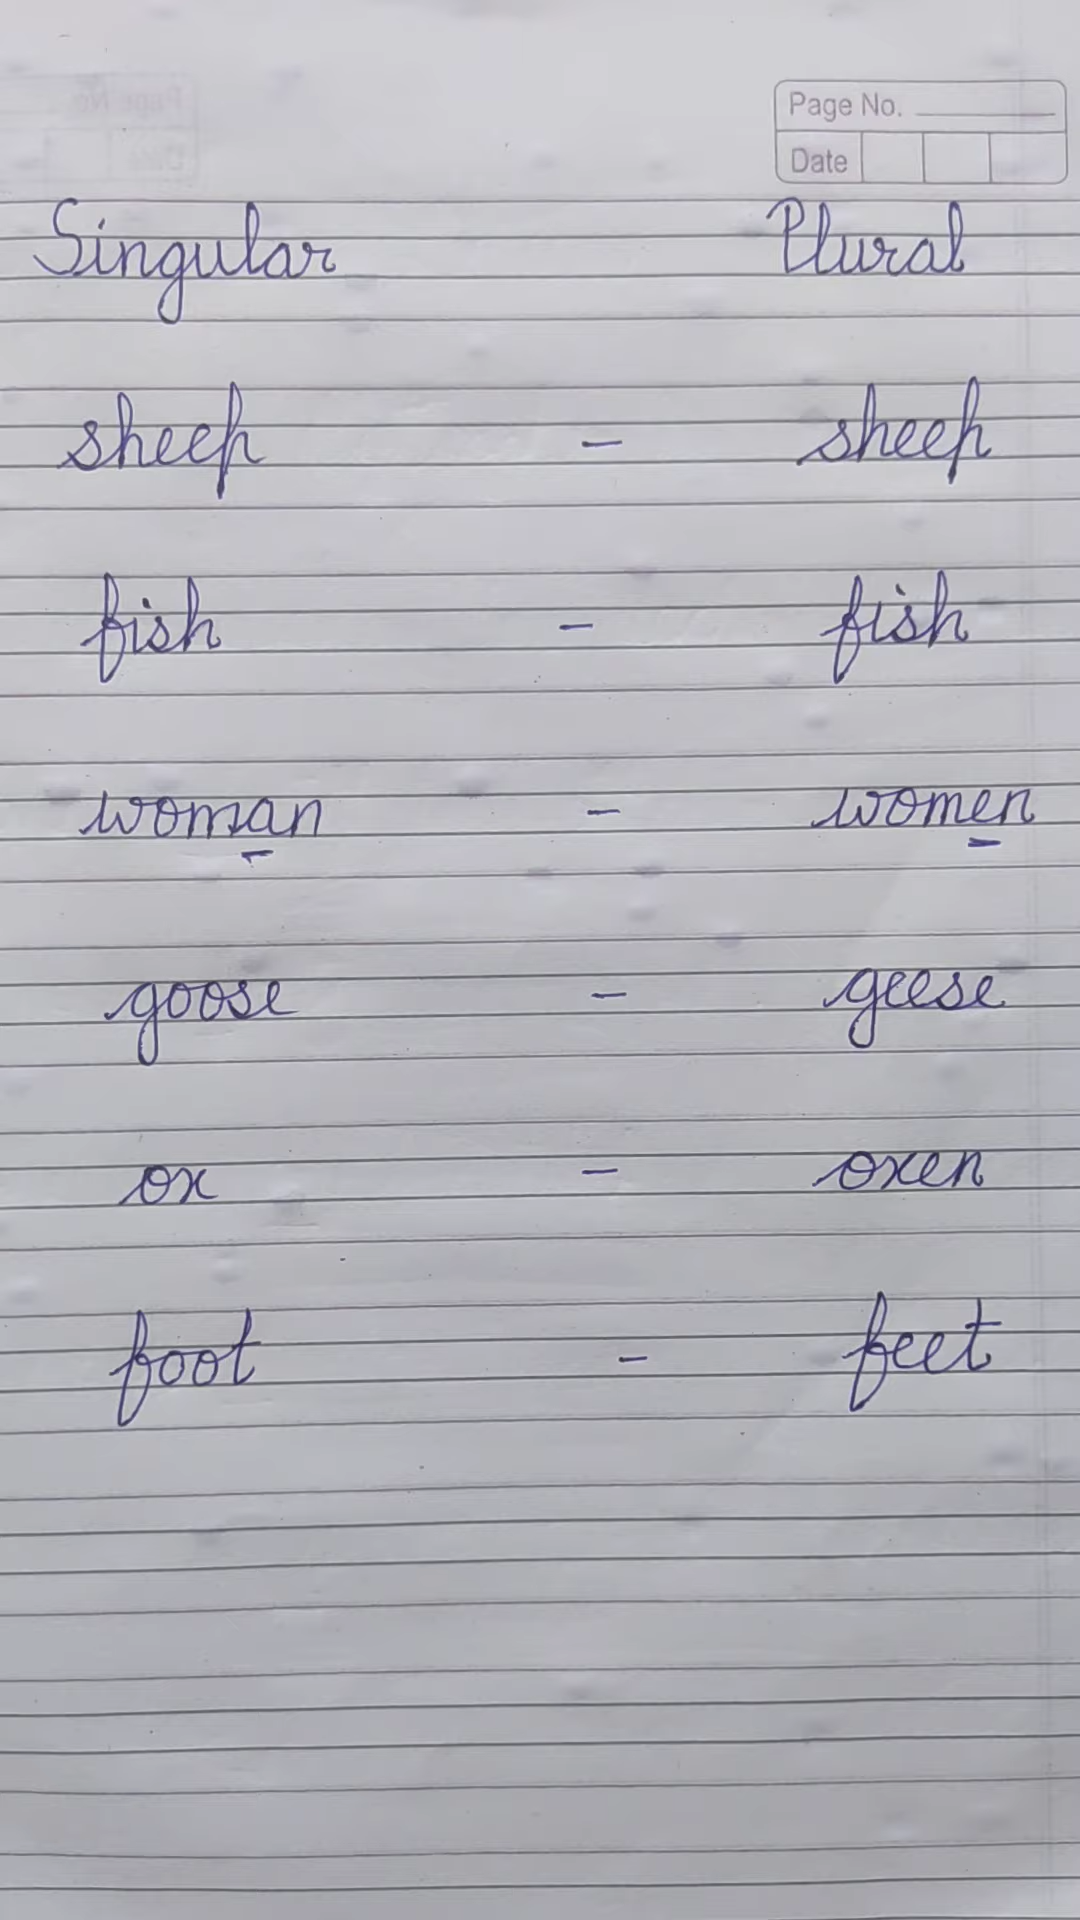 Page No.
Date
Singular Plural
sheep - sheep
fish - fish
woman - women
goose - geese
ox - oxen
foot - feet